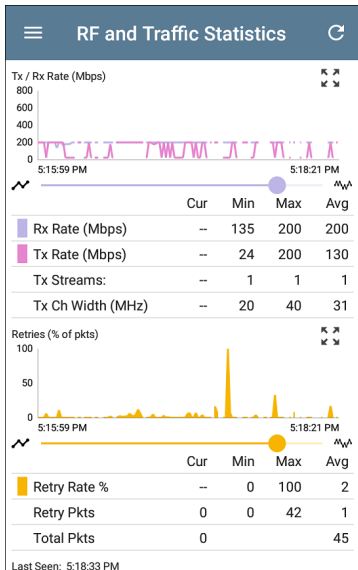 RF and Traffic Statistics
Tx / Rx Rate (Mbps)
800
600
400
200
0
5:15:59 PM 5:18:21 PM
Cur Min Max Avg
Rx Rate (Mbps) -- 135 200 200
Tx Rate (Mbps) -- 24 200 130
Tx Streams: -- 1 1 1
Tx Ch Width (MHz) -- 20 40 31
Retries (% of pkts)
100
50
0
5:15:59 PM 5:18:21 PM
Cur Min Max Avg
Retry Rate % -- 0 100 2
Retry Pkts 0 0 42 1
Total Pkts 0 45
Last Seen: 5:18:33 PM